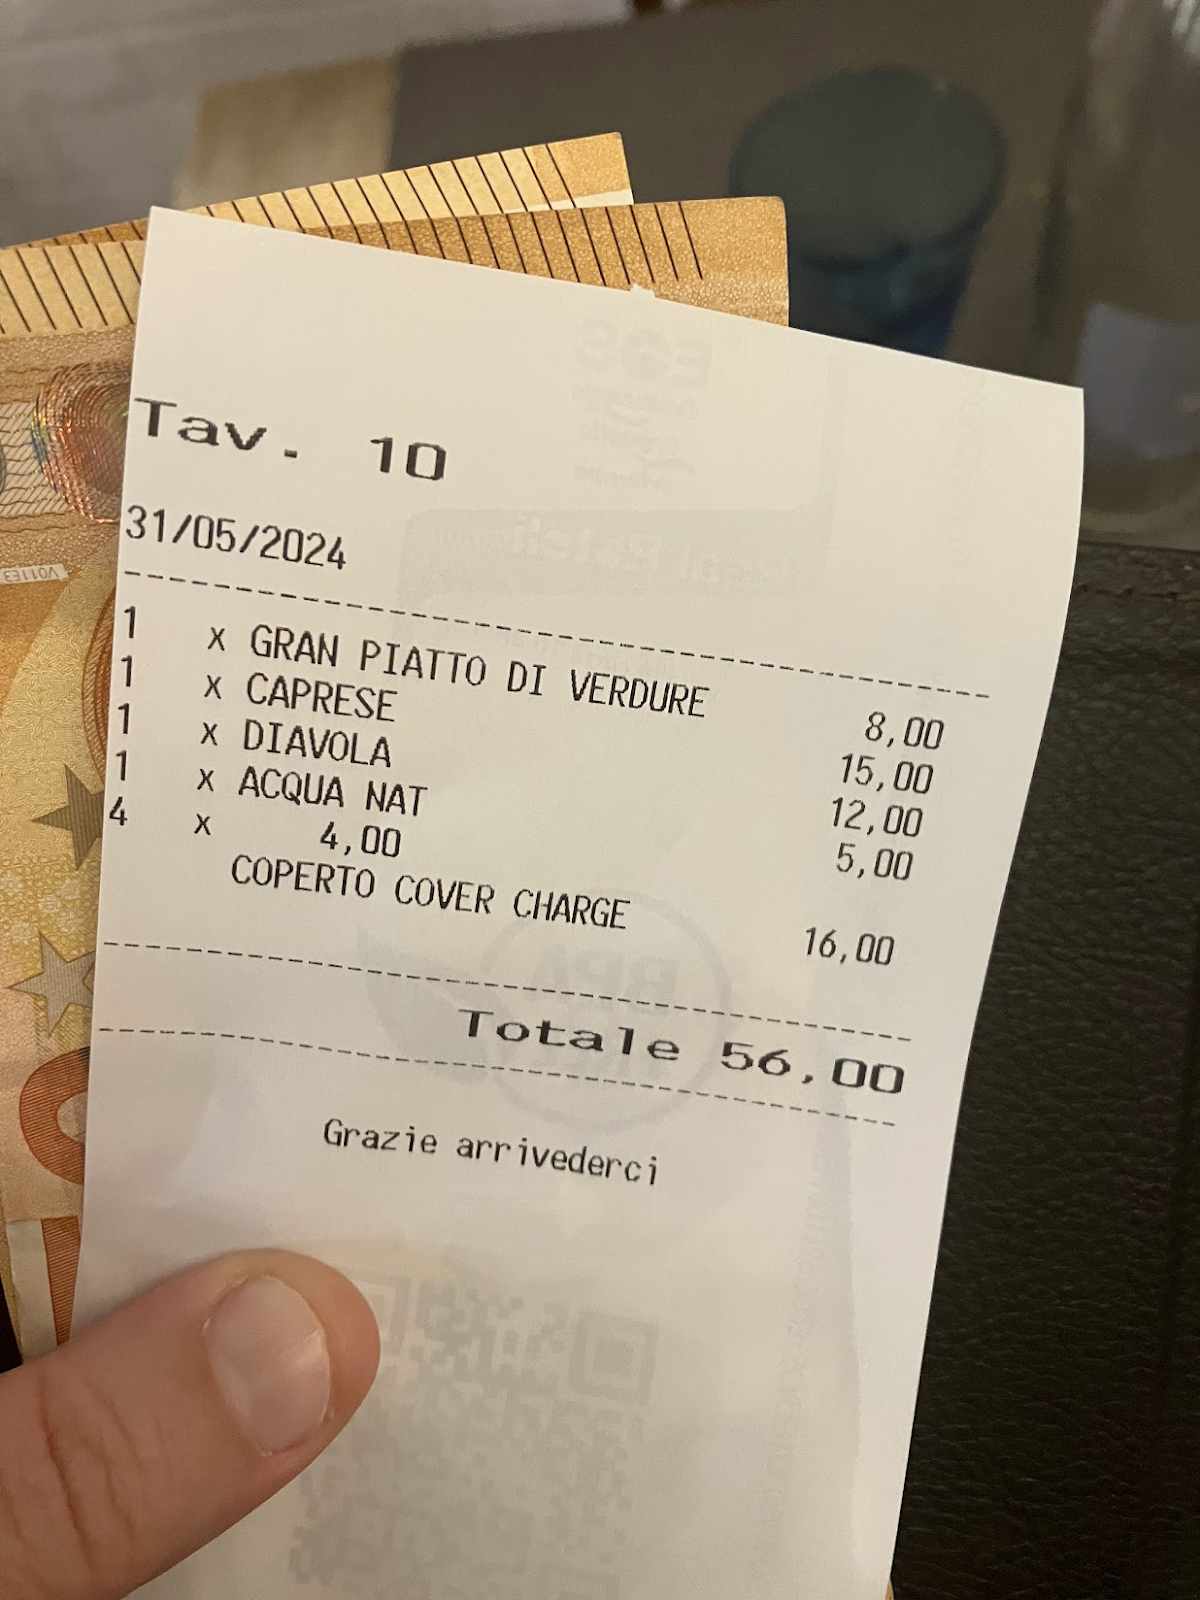 Tav. 10
31/05/2024
1 x GRAN PIATTO DI VERDURE 8,00
1 x CAPRESE 15,00
1 x DIAVOLA 12,00
1 x ACQUA NAT 5,00
4 x 4,00
COPERTO COVER CHARGE 16,00
Totale 56,00
Grazie arrivederci